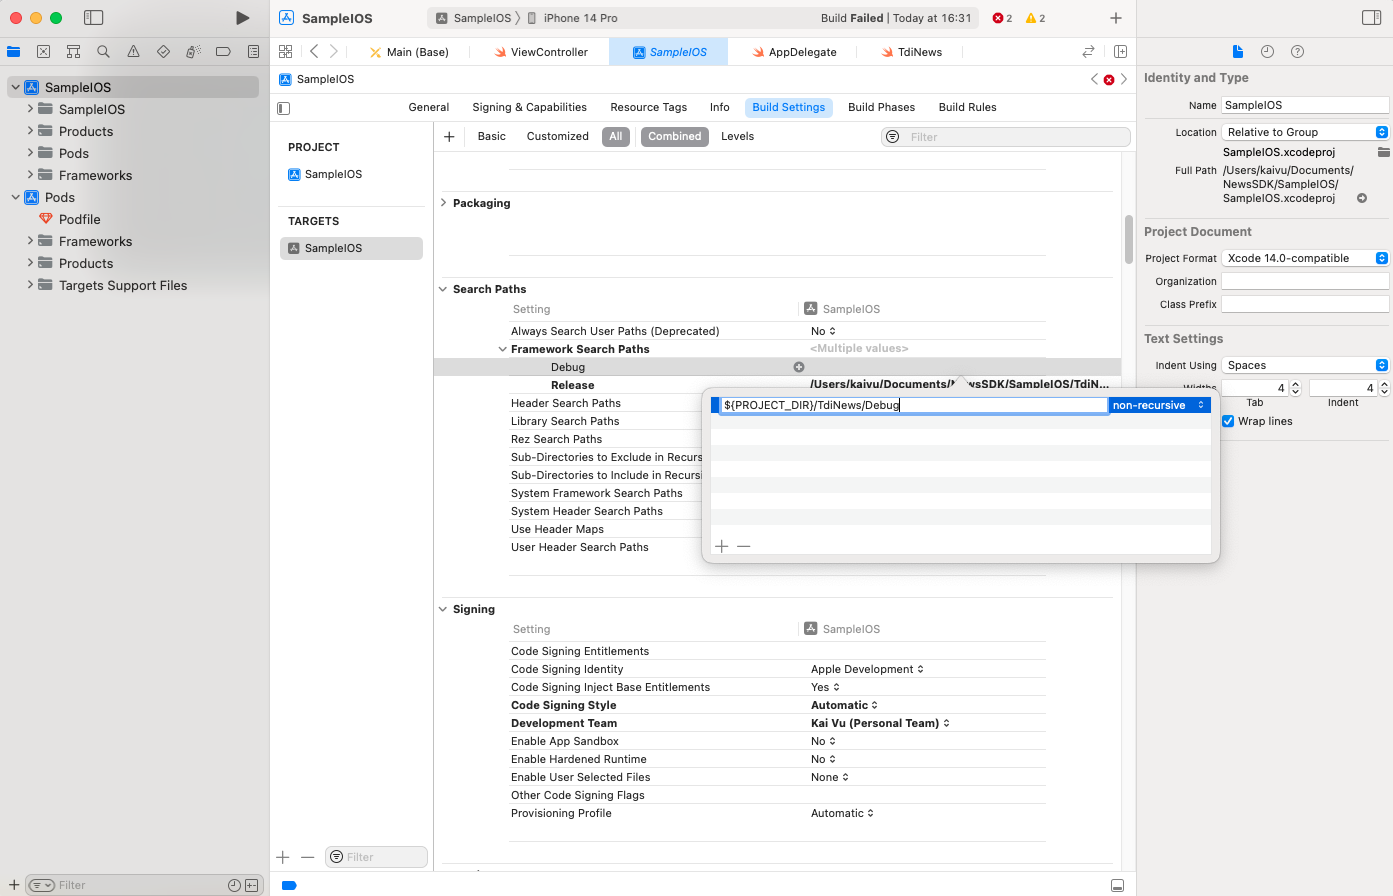 SampleIOS
SampleIOS
iPhone 14 Pro
Build Failed | Today at 16:31
2
2
Main (Base)
ViewController
SampleIOS
AppDelegate
TdiNews
SampleIOS
SampleIOS
SampleIOS
Products
Pods
Frameworks
Pods
Podfile
Frameworks
Products
Targets Support Files
Filter
General
Signing & Capabilities
Resource Tags
Info
Build Settings
Build Phases
Build Rules
PROJECT
SampleIOS
TARGETS
SampleIOS
Filter
Basic
Customized
All
Combined
Levels
Filter
Packaging
Search Paths
Setting
SampleIOS
Always Search User Paths (Deprecated)
No
Framework Search Paths
<Multiple values>
Debug
Release
Header Search Paths
Library Search Paths
Rez Search Paths
Sub-Directories to Exclude in Recurs
Sub-Directories to Include in Recursi
System Framework Search Paths
System Header Search Paths
Use Header Maps
User Header Search Paths
${PROJECT_DIR}/TdiNews/Debug
non-recursive
Signing
Setting
SampleIOS
Code Signing Entitlements
Code Signing Identity
Apple Development
Code Signing Inject Base Entitlements
Yes
Code Signing Style
Automatic
Development Team
Kai Vu (Personal Team)
Enable App Sandbox
No
Enable Hardened Runtime
No
Enable User Selected Files
None
Other Code Signing Flags
Provisioning Profile
Automatic
Identity and Type
Name
SampleIOS
Location
Relative to Group
SampleIOS.xcodeproj
Full Path
/Users/kaivu/Documents/
NewsSDK/SampleIOS/
SampleIOS.xcodeproj
Project Document
Project Format
Xcode 14.0-compatible
Organization
Class Prefix
Text Settings
Indent Using
Spaces
Widths
4
4
Tab
Indent
Wrap lines